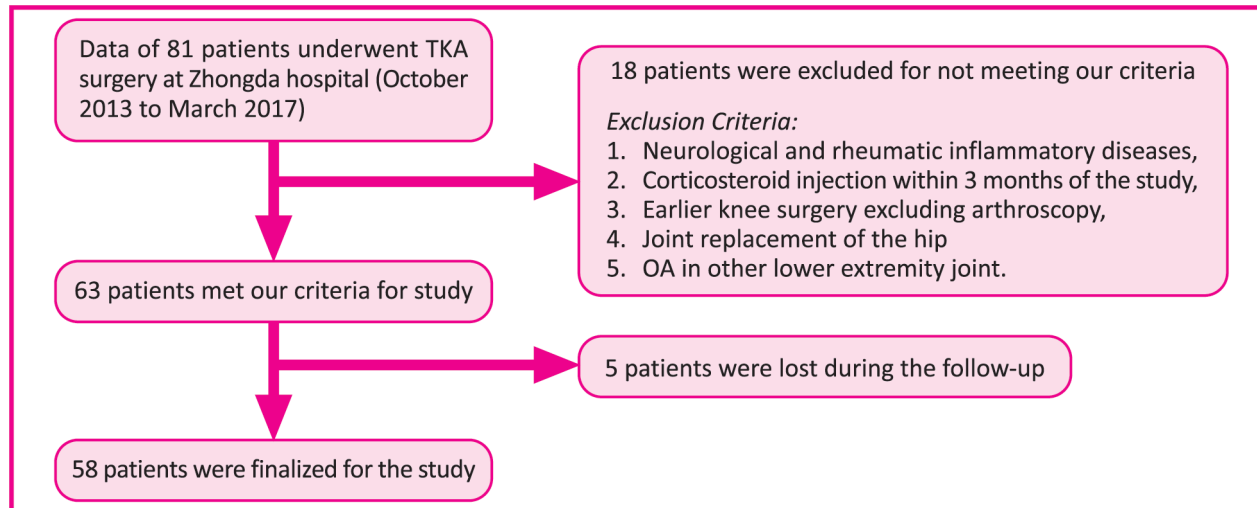 Data of 81 patients underwent TKA
surgery at Zhongda hospital (October
2013 to March 2017)
18 patients were excluded for not meeting our criteria
Exclusion Criteria:
1. Neurological and rheumatic inflammatory diseases,
2. Corticosteroid injection within 3 months of the study,
3. Earlier knee surgery excluding arthroscopy,
4. Joint replacement of the hip
5. OA in other lower extremity joint.
63 patients met our criteria for study
5 patients were lost during the follow-up
58 patients were finalized for the study